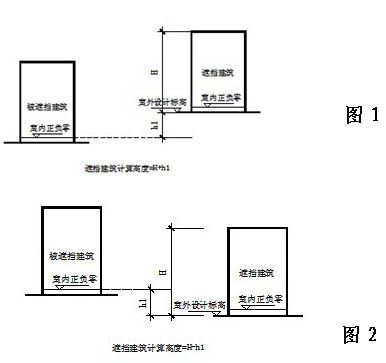 遮挡建筑
H
被遮挡建筑
室外设计标高
室内正负零
室内正负零
h1
图 1
遮挡建筑计算高度=H+h1
被遮挡建筑
遮挡建筑
H
室内正负零
h1
室外设计标高
室内正负零
图 2
遮挡建筑计算高度=H-h1